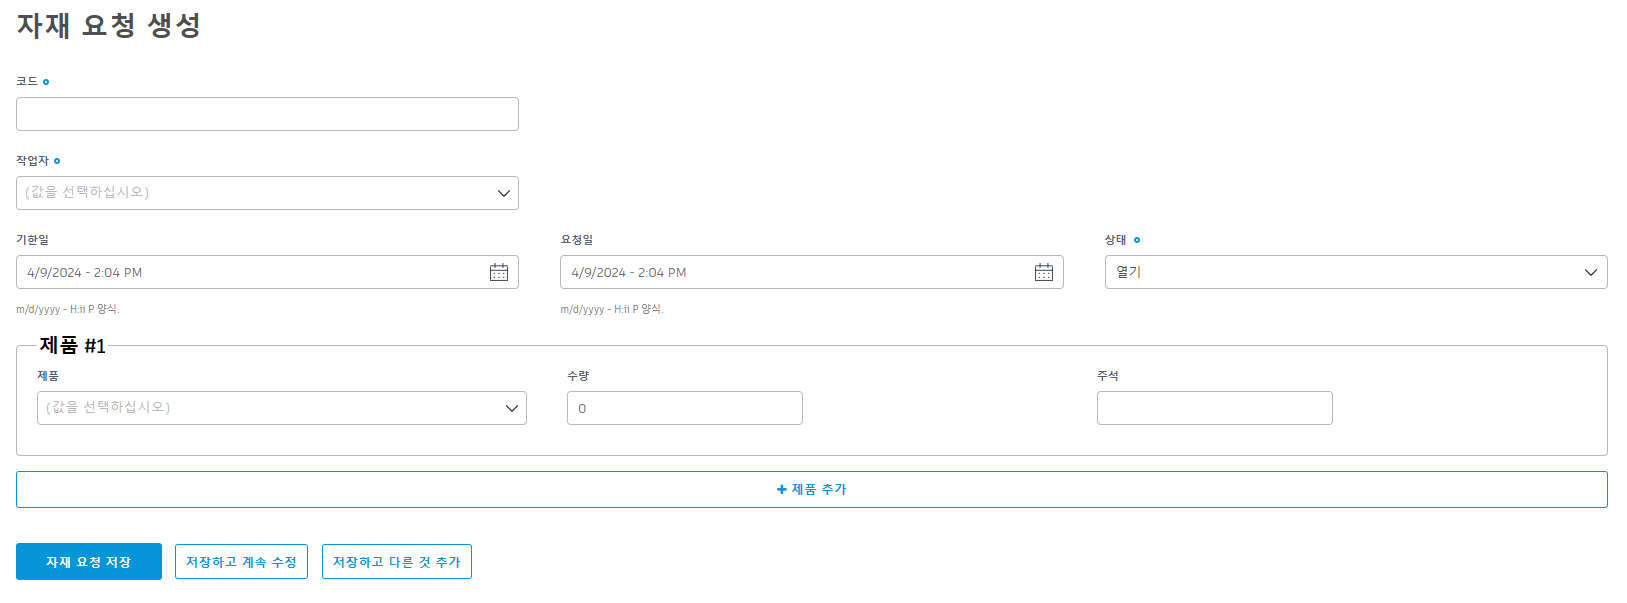 자재 요청 생성
코드
작업자
(값을 선택하십시오)
기한일 요청일 상태
4/9/2024 - 2:04 PM 4/9/2024 - 2:04 PM 열기
m/d/yyyy - H:ii P 양식. m/d/yyyy - H:ii P 양식.
제품 #1
제품 수량 주석
(값을 선택하십시오) 0
+ 제품 추가
자재 요청 저장 저장하고 계속 수정 저장하고 다른 것 추가